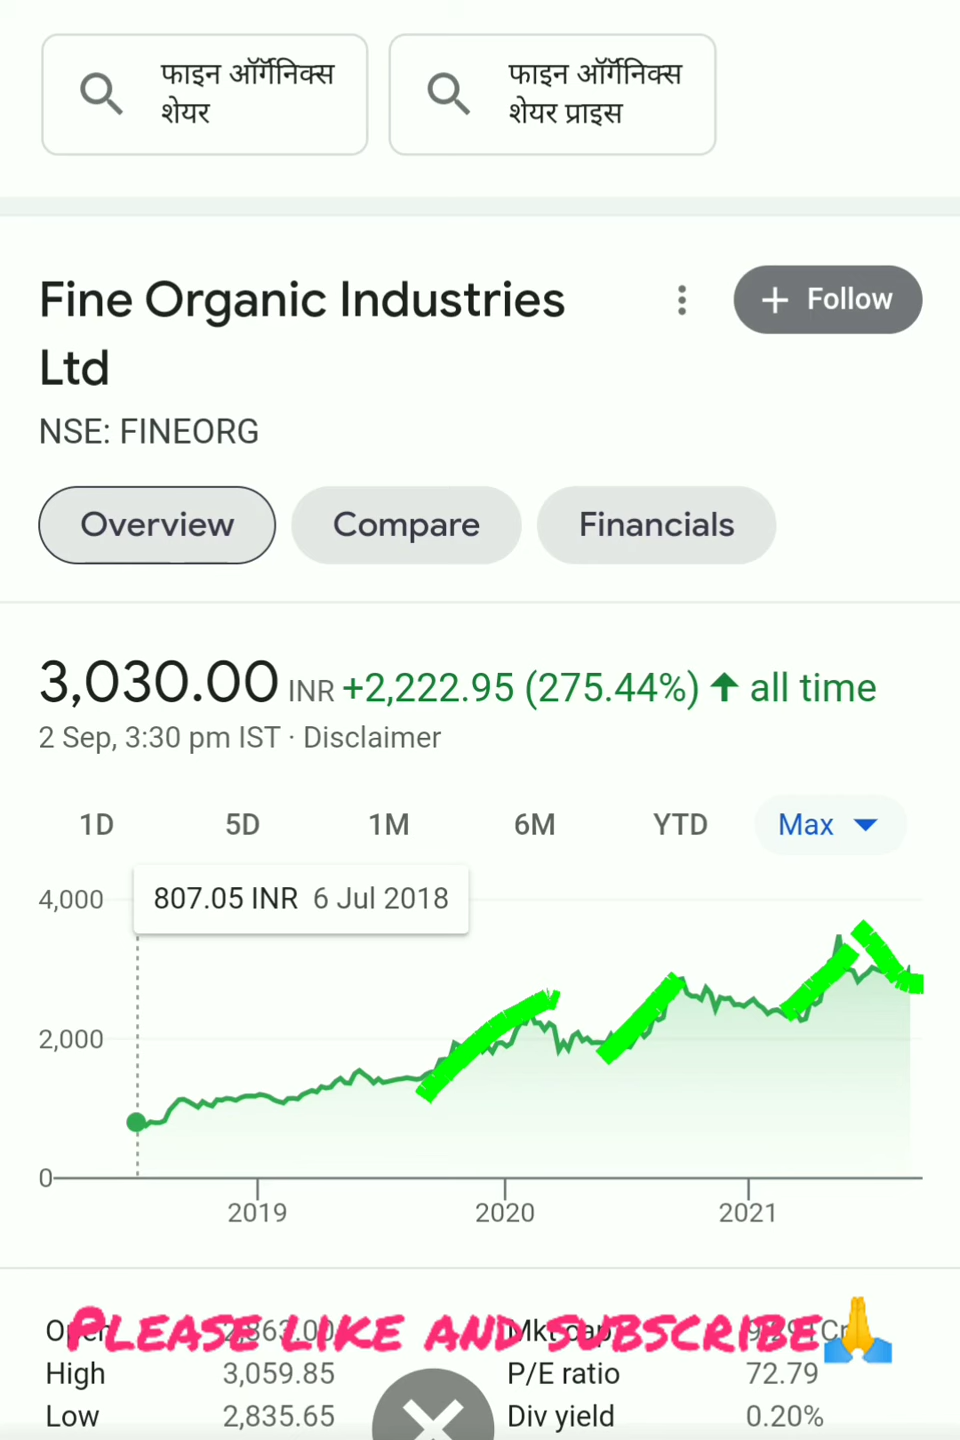 फाइन ऑर्गॅनिक्स
शेयर
फाइन ऑर्गॅनिक्स
शेयर प्राइस
Fine Organic Industries
Ltd
Follow
NSE: FINEORG
Overview Compare Financials
3,030.00 INR +2,222.95 (275.44%) all time
2 Sep, 3:30 pm IST · Disclaimer
1D 5D 1M 6M YTD Max
4,000
807.05 INR 6 Jul 2018
2,000
0
2019 2020 2021
Please like and subscribe
Open Mkt cap
High 3,059.85 P/E ratio 72.79
Low 2,835.65 Div yield 0.20%